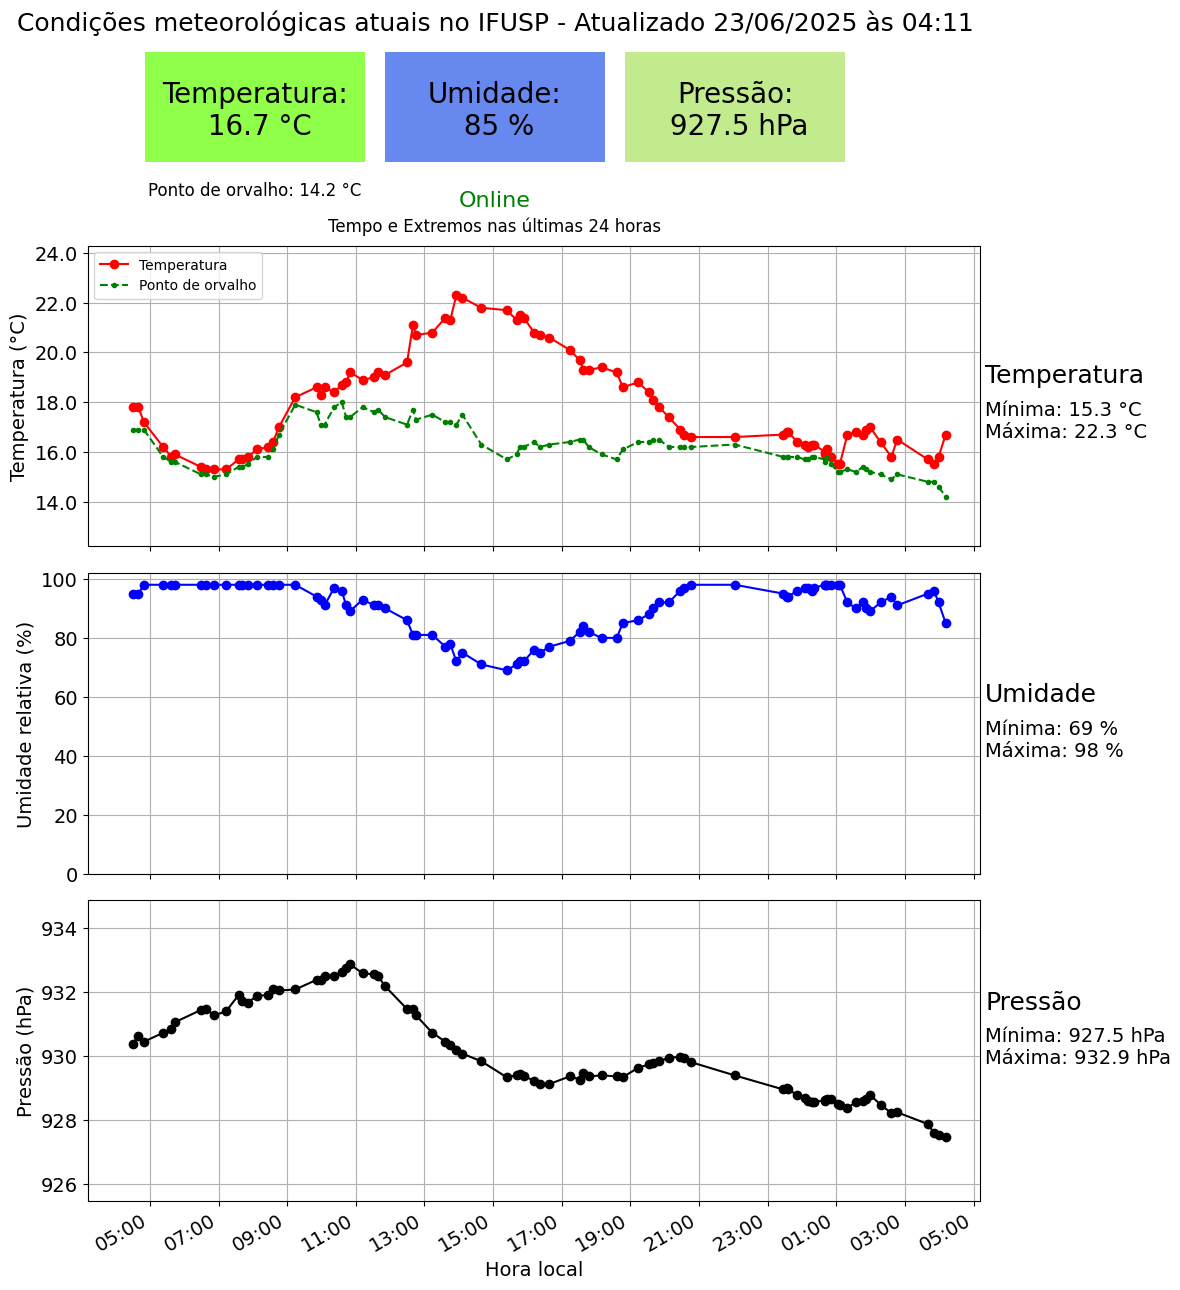 Condições meteorológicas atuais no IFUSP - Atualizado 23/06/2025 às 04:11
Temperatura:
16.7 °C
Umidade:
85 %
Pressão:
927.5 hPa
Ponto de orvalho: 14.2 °C
Online
Tempo e Extremos nas últimas 24 horas
Temperatura (°C)
24.0
22.0
20.0
18.0
16.0
14.0
Temperatura
Ponto de orvalho
Temperatura
Mínima: 15.3 °C
Máxima: 22.3 °C
Umidade relativa (%)
100
80
60
40
20
0
Umidade
Mínima: 69 %
Máxima: 98 %
Pressão (hPa)
934
932
930
928
926
Pressão
Mínima: 927.5 hPa
Máxima: 932.9 hPa
05:00 07:00 09:00 11:00 13:00 15:00 17:00 19:00 21:00 23:00 01:00 03:00 05:00
Hora local